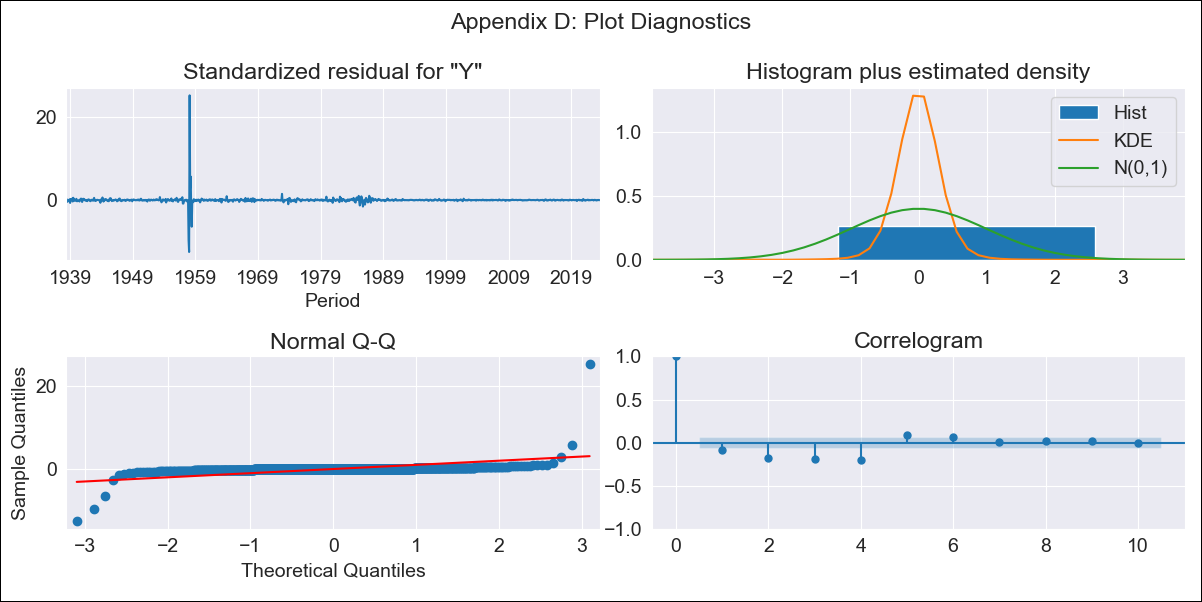 Appendix D: Plot Diagnostics
Standardized residual for "Y"
20
0
1939 1949 1959 1969 1979 1989 1999 2009 2019
Period
Histogram plus estimated density
1.0
0.5
0.0
Hist
KDE
N(0,1)
−3 −2 −1 0 1 2 3
Normal Q-Q
Sample Quantiles
20
0
−3 −2 −1 0 1 2 3
Theoretical Quantiles
Correlogram
1.0
0.5
0.0
−0.5
−1.0
0 2 4 6 8 10